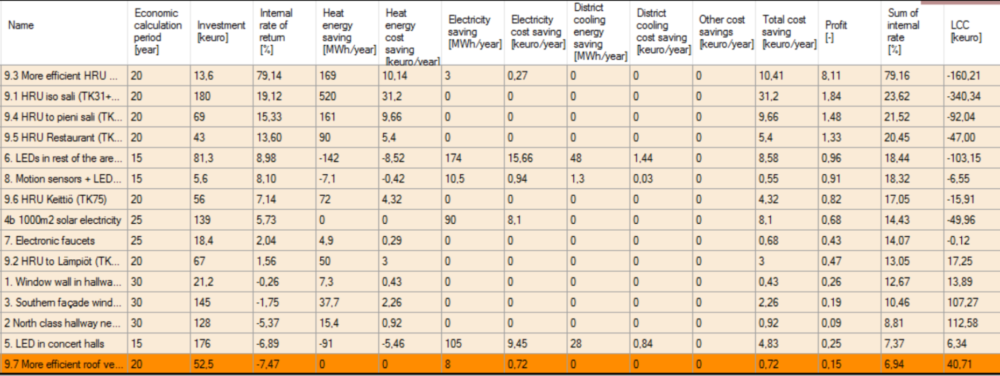 Name | Economic calculation period [year] | Investment [keuro] | Internal rate of return [%] | Heat energy saving [MWh/year] | Heat energy cost saving [keuro/year] | Electricity saving [MWh/year] | Electricity cost saving [keuro/year] | District cooling energy saving [MWh/year] | District cooling cost saving [keuro/year] | Other cost savings [keuro/year] | Total cost saving [keuro/year] | Profit [-] | Sum of internal rate [%] | LCC [keuro]
9.3 More efficient HRU ... | 20 | 13,6 | 79,14 | 169 | 10,14 | 3 | 0,27 | 0 | 0 | 0 | 10,41 | 8,11 | 79,16 | -160,21
9.1 HRU iso sali (TK31+... | 20 | 180 | 19,12 | 520 | 31,2 | 0 | 0 | 0 | 0 | 0 | 31,2 | 1,84 | 23,62 | -340,34
9.4 HRU to pieni sali (TK... | 20 | 69 | 15,33 | 161 | 9,66 | 0 | 0 | 0 | 0 | 0 | 9,66 | 1,48 | 21,52 | -92,04
9.5 HRU Restaurant (TK... | 20 | 43 | 13,60 | 90 | 5,4 | 0 | 0 | 0 | 0 | 0 | 5,4 | 1,33 | 20,45 | -47,00
6. LEDs in rest of the are... | 15 | 81,3 | 8,98 | -142 | -8,52 | 174 | 15,66 | 48 | 1,44 | 0 | 8,58 | 0,96 | 18,44 | -103,15
8. Motion sensors + LED... | 15 | 5,6 | 8,10 | -7,1 | -0,42 | 10,5 | 0,94 | 1,3 | 0,03 | 0 | 0,55 | 0,91 | 18,32 | -6,55
9.6 HRU Keittiö (TK75) | 20 | 56 | 7,14 | 72 | 4,32 | 0 | 0 | 0 | 0 | 0 | 4,32 | 0,82 | 17,05 | -15,91
4b 1000m2 solar electricity | 25 | 139 | 5,73 | 0 | 0 | 90 | 8,1 | 0 | 0 | 0 | 8,1 | 0,68 | 14,43 | -49,96
7. Electronic faucets | 25 | 18,4 | 2,04 | 4,9 | 0,29 | 0 | 0 | 0 | 0 | 0 | 0,68 | 0,43 | 14,07 | -0,12
9.2 HRU to Lämpiöt (TK... | 20 | 67 | 1,56 | 50 | 3 | 0 | 0 | 0 | 0 | 0 | 3 | 0,47 | 13,05 | 17,25
1. Window wall in hallwa... | 30 | 21,2 | -0,26 | 7,3 | 0,43 | 0 | 0 | 0 | 0 | 0 | 0,43 | 0,26 | 12,67 | 13,89
3. Southern façade wind... | 30 | 145 | -1,75 | 37,7 | 2,26 | 0 | 0 | 0 | 0 | 0 | 2,26 | 0,19 | 10,46 | 107,27
2 North class hallway ne... | 30 | 128 | -5,37 | 15,4 | 0,92 | 0 | 0 | 0 | 0 | 0 | 0,92 | 0,09 | 8,81 | 112,58
5. LED in concert halls | 15 | 176 | -6,89 | -91 | -5,46 | 105 | 9,45 | 28 | 0,84 | 0 | 4,83 | 0,25 | 7,37 | 6,34
9.7 More efficient roof ve... | 20 | 52,5 | -7,47 | 0 | 0 | 8 | 0,72 | 0 | 0 | 0 | 0,72 | 0,15 | 6,94 | 40,71